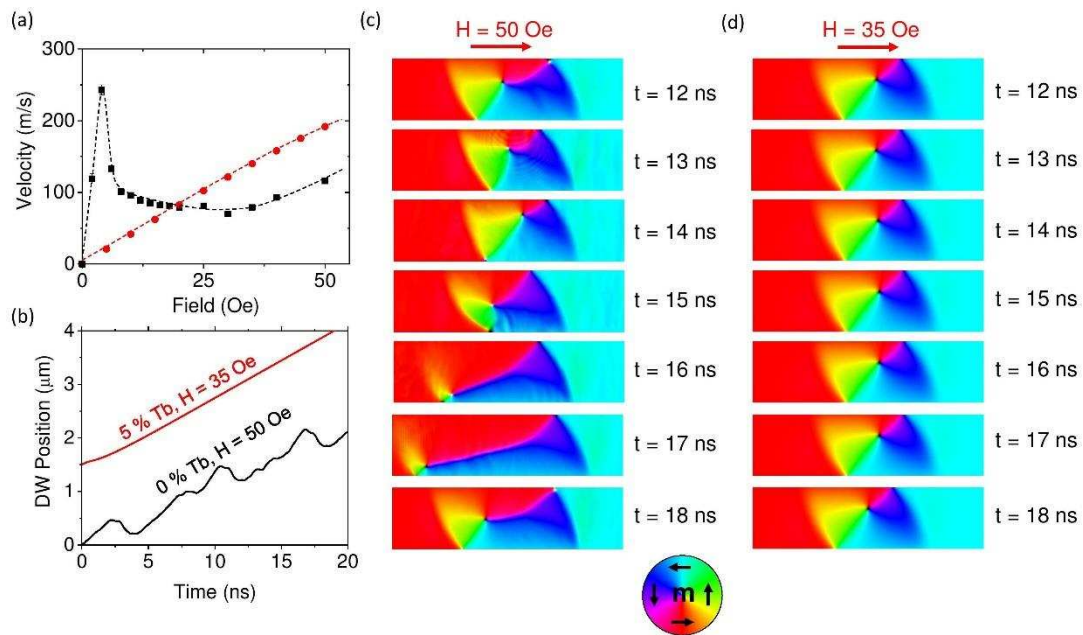 (a)
300
200
100
0
Velocity (m/s)
0
25
50
Field (Oe)
(b)
4
3
2
1
0
DW Position (μm)
5 % Tb, H = 35 Oe
0 % Tb, H = 50 Oe
0
5
10
15
20
Time (ns)
(c)
H = 50 Oe
t = 12 ns
t = 13 ns
t = 14 ns
t = 15 ns
t = 16 ns
t = 17 ns
t = 18 ns
m
(d)
H = 35 Oe
t = 12 ns
t = 13 ns
t = 14 ns
t = 15 ns
t = 16 ns
t = 17 ns
t = 18 ns